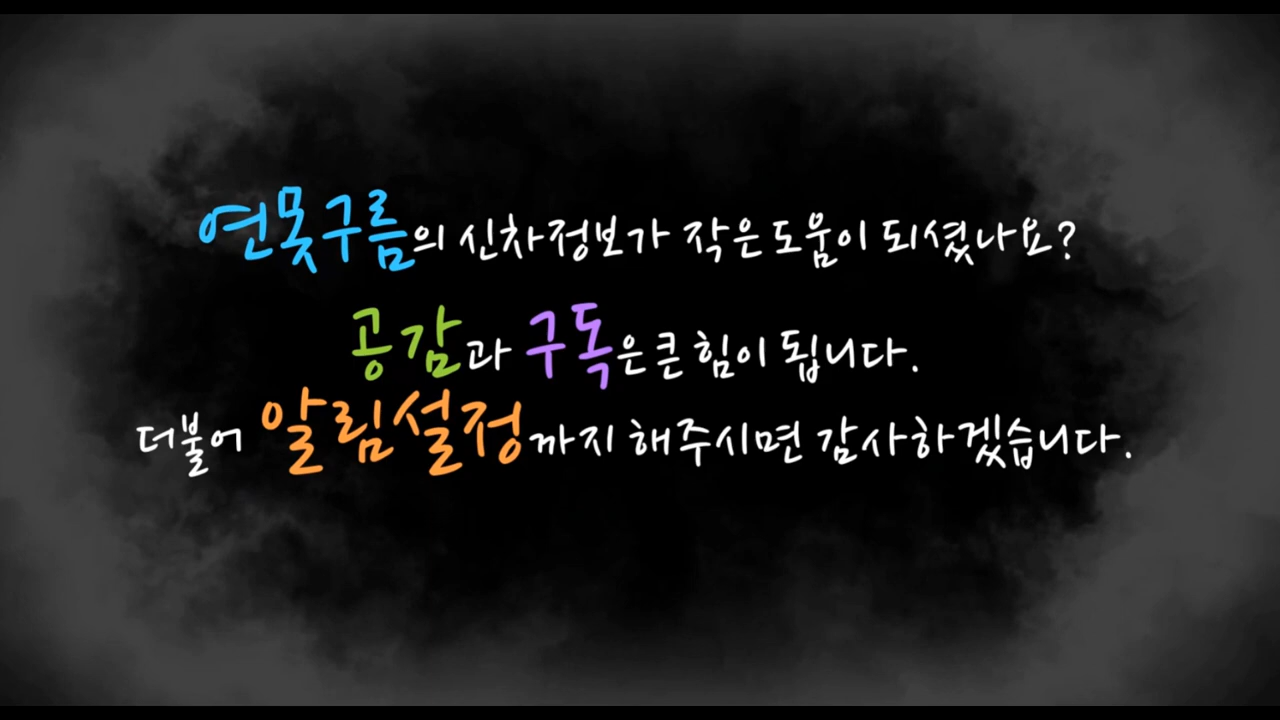 연못구름의 신차정보가 작은 도움이 되셨나요?
공감과 구독은 큰 힘이 됩니다.
더불어 알림설정까지 해주시면 감사하겠습니다.